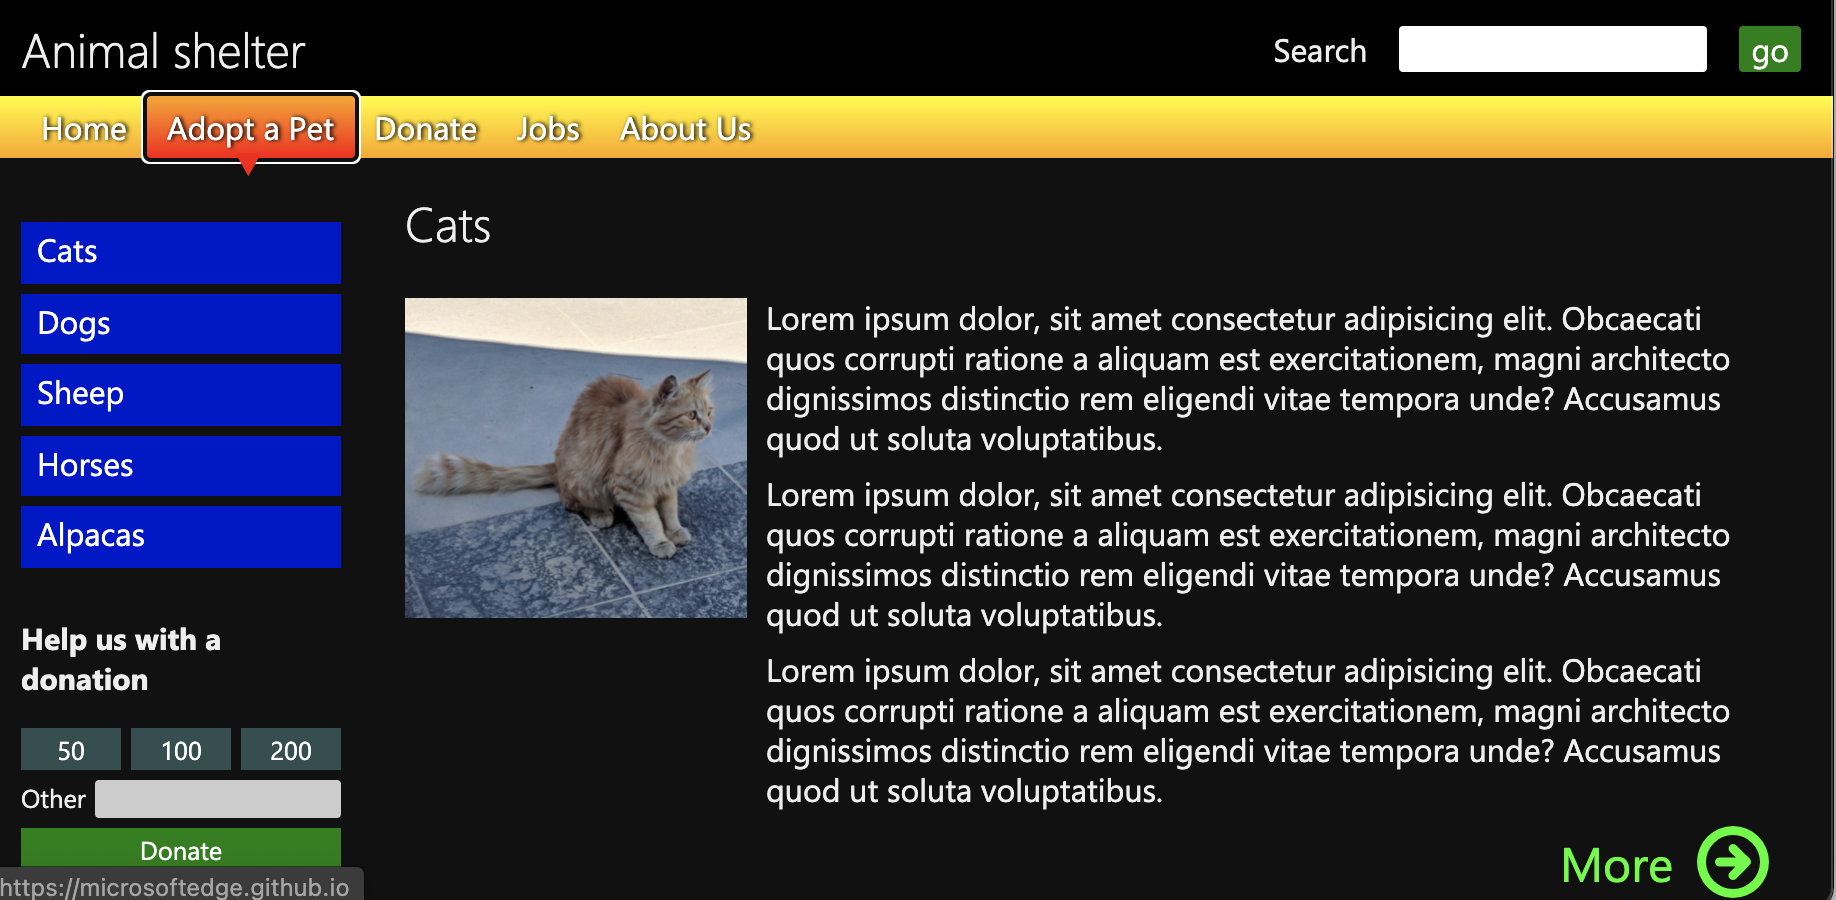 Animal shelter
Search
go
Home
Adopt a Pet
Donate
Jobs
About Us
Cats
Dogs
Sheep
Horses
Alpacas
Help us with a
donation
50
100
200
Other
Donate
https://microsoftedge.github.io
Cats
Lorem ipsum dolor, sit amet consectetur adipisicing elit. Obcaecati
quos corrupti ratione a aliquam est exercitationem, magni architecto
dignissimos distinctio rem eligendi vitae tempora unde? Accusamus
quod ut soluta voluptatibus.
Lorem ipsum dolor, sit amet consectetur adipisicing elit. Obcaecati
quos corrupti ratione a aliquam est exercitationem, magni architecto
dignissimos distinctio rem eligendi vitae tempora unde? Accusamus
quod ut soluta voluptatibus.
Lorem ipsum dolor, sit amet consectetur adipisicing elit. Obcaecati
quos corrupti ratione a aliquam est exercitationem, magni architecto
dignissimos distinctio rem eligendi vitae tempora unde? Accusamus
quod ut soluta voluptatibus.
More